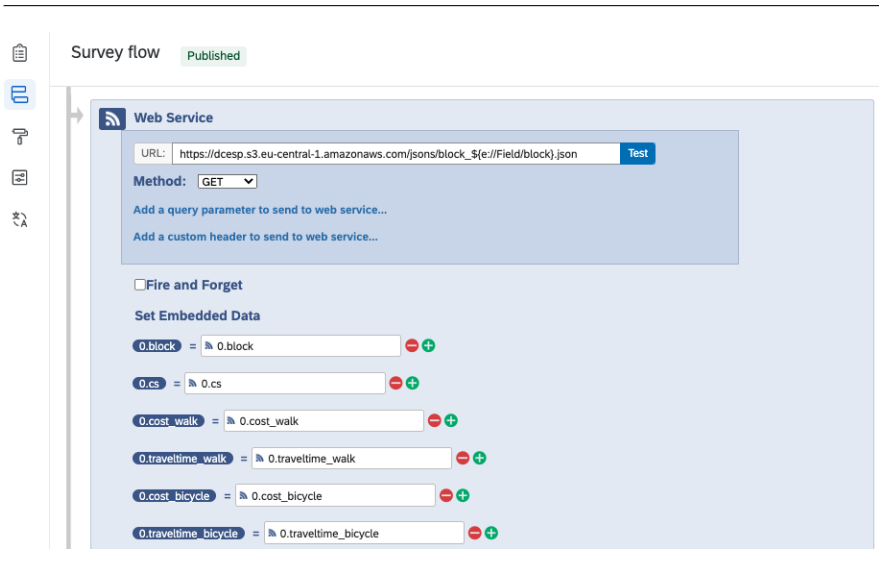 Survey flow Published
Web Service
URL: https://dcesp.s3.eu-central-1.amazonaws.com/jsons/block_${e://Field/block}.json Test
Method: GET
Add a query parameter to send to web service...
Add a custom header to send to web service...
Fire and Forget
Set Embedded Data
0.block = 0.block
0.cs = 0.cs
0.cost_walk = 0.cost_walk
0.traveltime_walk = 0.traveltime_walk
0.cost_bicycle = 0.cost_bicycle
0.traveltime_bicycle = 0.traveltime_bicycle